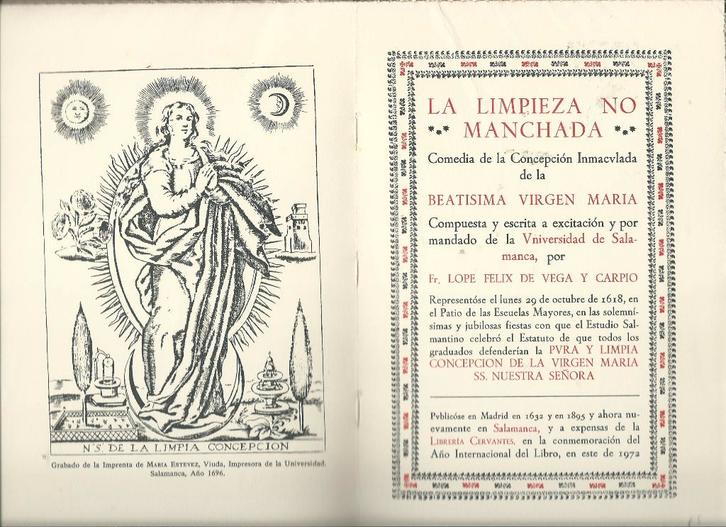 NͣS. DE LA LIMPIA CONCEPCION
Grabado de la Imprenta de MARIA ESTEVEZ, Viuda, Impresora de la Universidad.
Salamanca, Año 1696.
LA LIMPIEZA NO
MANCHADA
Comedia de la Concepción Inmacvlada
de la
BEATISIMA VIRGEN MARIA
Compuesta y escrita a excitación y por
mandado de la Vniversidad de Sala-
manca, por
Fr. LOPE FELIX DE VEGA Y CARPIO
Representóse el lunes 29 de octubre de 1618, en
el Patio de las Escuelas Mayores, en las solemní-
simas y jubilosas fiestas con que el Estudio Sal-
mantino celebró el Estatuto de que todos los
graduados defenderían la PVRA Y LIMPIA
CONCEPCION DE LA VIRGEN MARIA
SS. NUESTRA SEÑORA
Pvblicóse en Madrid en 1632 y en 1895 y ahora nu-
evamente en Salamanca, y a expensas de la
LIBRERÍA CERVANTES, en la conmemoración del
Año Internacional del Libro, en este de 1972